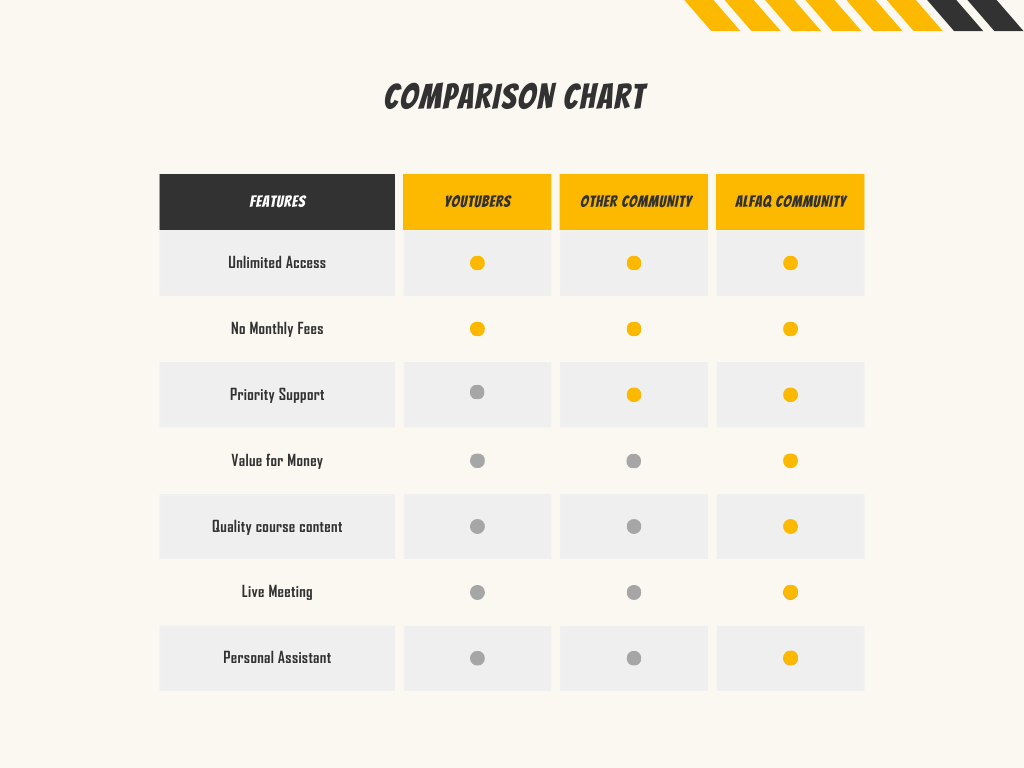 COMPARISON CHART
FEATURES YOUTUBERS OTHER COMMUNITY ALFAQ COMMUNITY
Unlimited Access
No Monthly Fees
Priority Support
Value for Money
Quality course content
Live Meeting
Personal Assistant